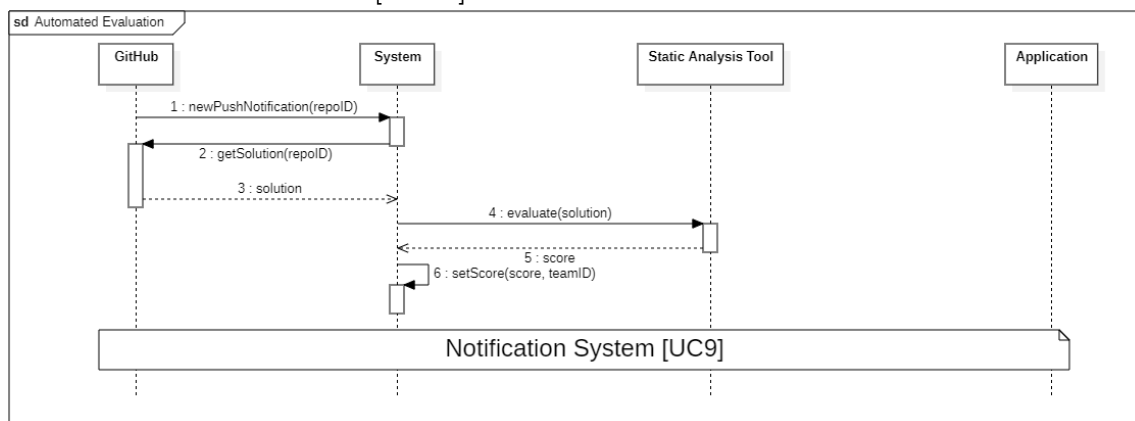 sd Automated Evaluation
GitHub
System
Static Analysis Tool
Application
1 : newPushNotification(repoID)
2 : getSolution(repoID)
3 : solution
4 : evaluate(solution)
5 : score
6 : setScore(score, teamID)
Notification System [UC9]